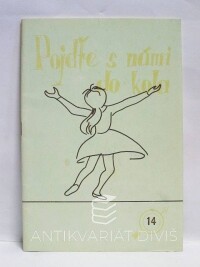 Pojďte s námi
do kola
14
ANTIKVARIÁT DIVIŠ